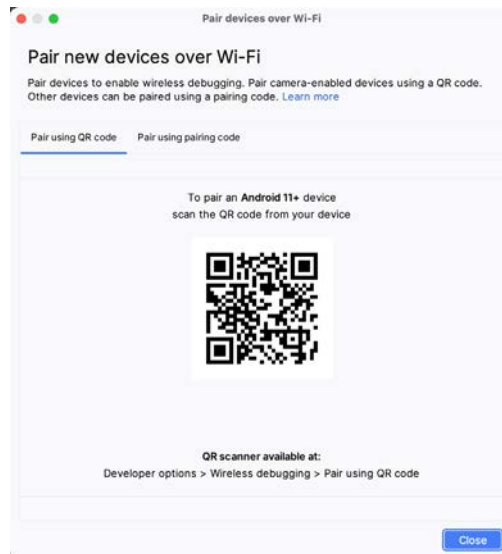 Pair devices over Wi-Fi
Pair new devices over Wi-Fi
Pair devices to enable wireless debugging. Pair camera-enabled devices using a QR code.
Other devices can be paired using a pairing code. Learn more
Pair using QR code Pair using pairing code
To pair an Android 11+ device
scan the QR code from your device
QR scanner available at:
Developer options > Wireless debugging > Pair using QR code
Close